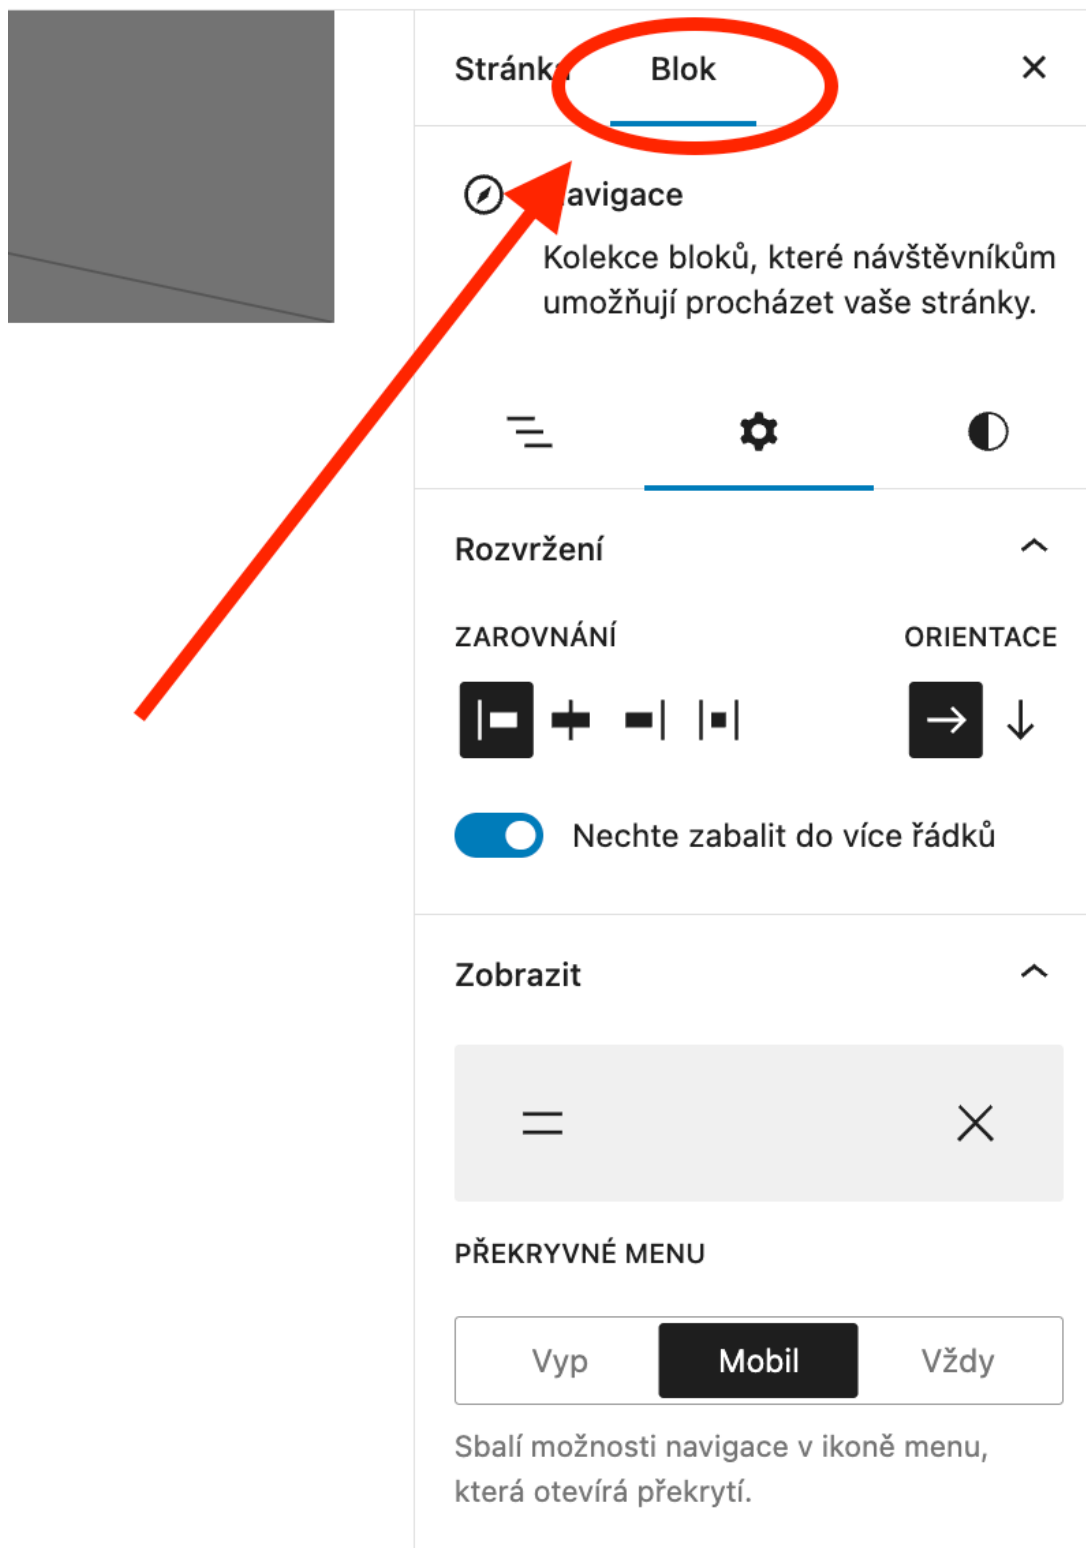 Stránka Blok
avigace
Kolekce bloků, které návštěvníkům
umožňují procházet vaše stránky.
Rozvržení
ZAROVNÁNÍ ORIENTACE
Nechte zabalit do více řádků
Zobrazit
PŘEKRYVNÉ MENU
Vyp Mobil Vždy
Sbalí možnosti navigace v ikoně menu,
která otevírá překrytí.